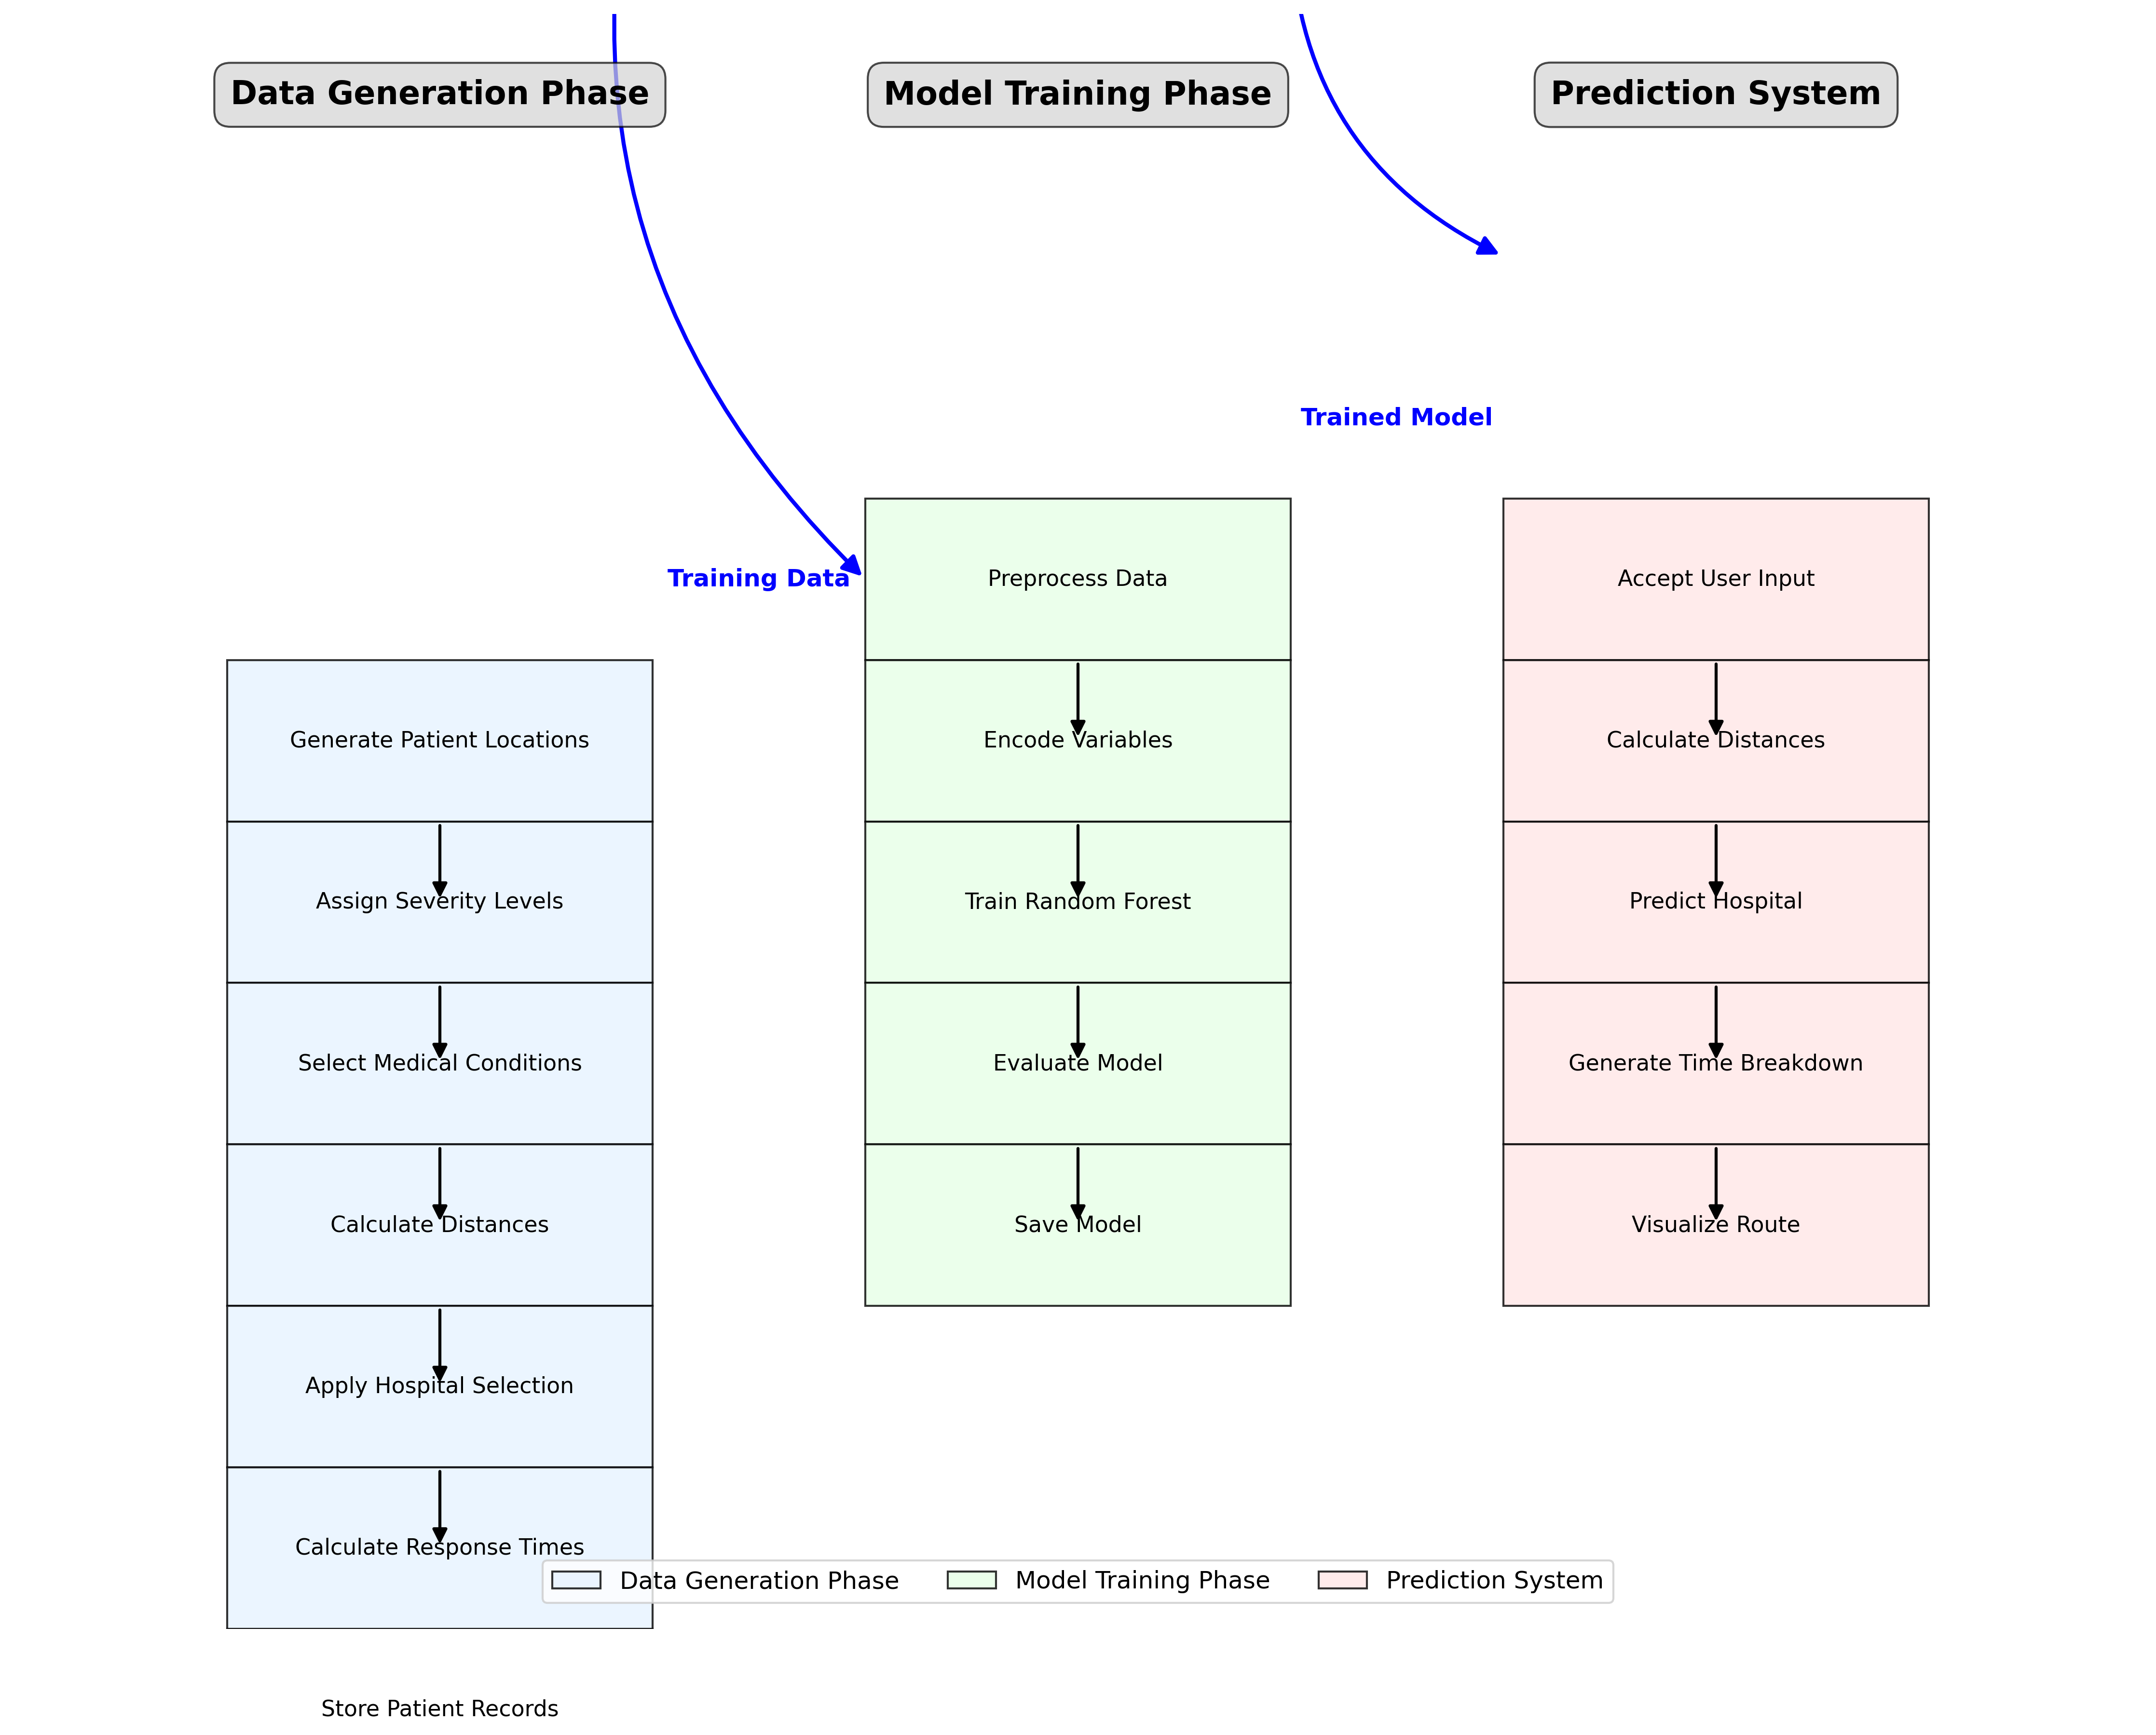 Data Generation Phase
Model Training Phase
Prediction System
Trained Model
Training Data
Generate Patient Locations
Assign Severity Levels
Select Medical Conditions
Calculate Distances
Apply Hospital Selection
Calculate Response Times
Store Patient Records
Preprocess Data
Encode Variables
Train Random Forest
Evaluate Model
Save Model
Accept User Input
Calculate Distances
Predict Hospital
Generate Time Breakdown
Visualize Route
Data Generation Phase
Model Training Phase
Prediction System